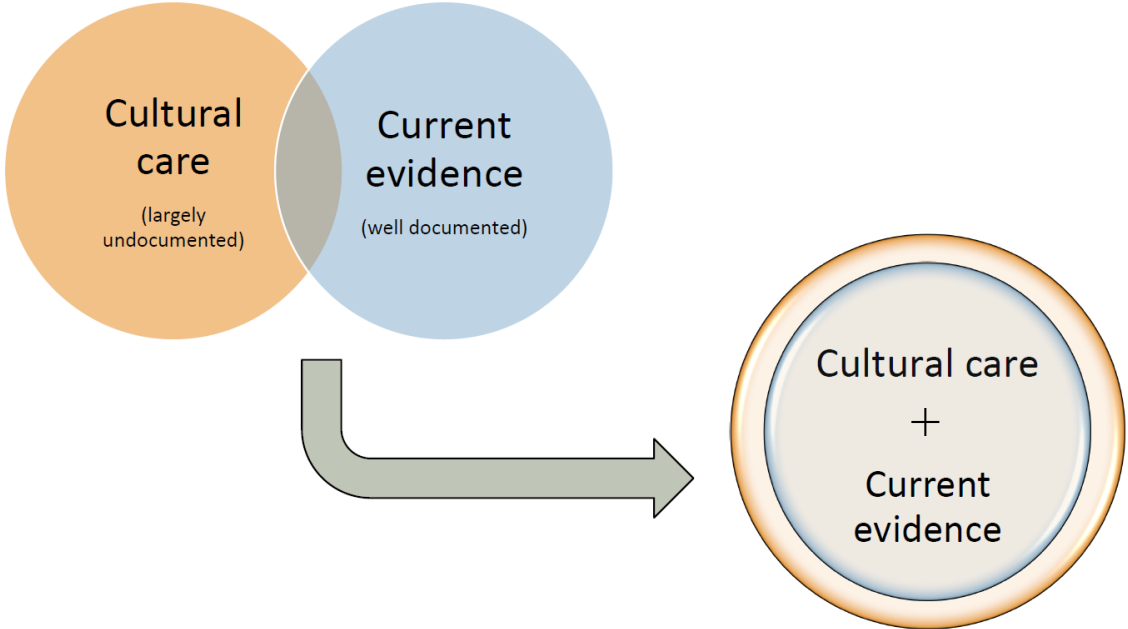 Cultural
care
(largely
undocumented)
Current
evidence
(well documented)
Cultural care
+
Current
evidence